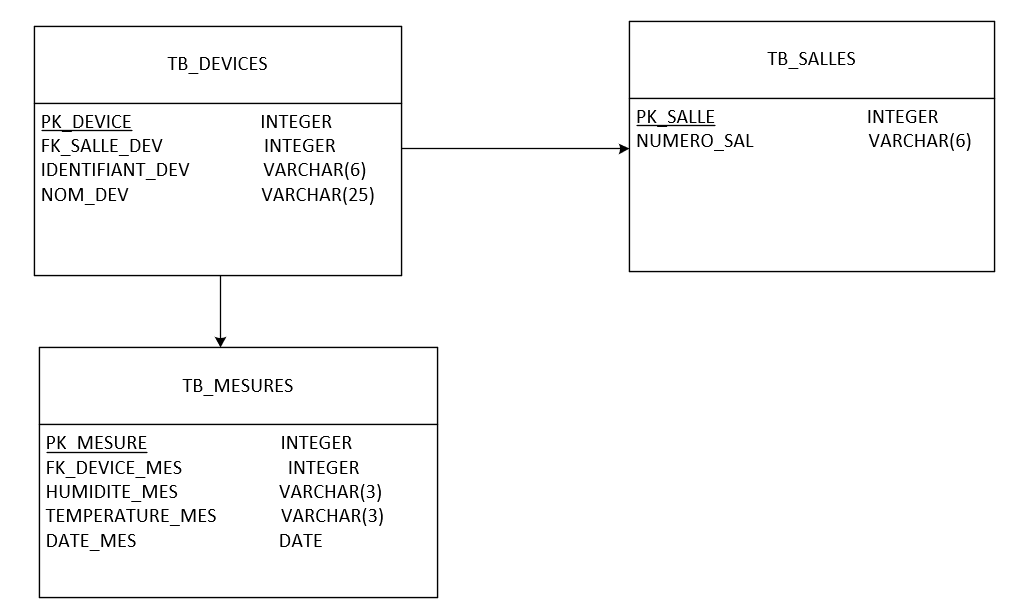 TB_DEVICES
PK_DEVICE INTEGER
FK_SALLE_DEV INTEGER
IDENTIFIANT_DEV VARCHAR(6)
NOM_DEV VARCHAR(25)
TB_SALLES
PK_SALLE INTEGER
NUMERO_SAL VARCHAR(6)
TB_MESURES
PK_MESURE INTEGER
FK_DEVICE_MES INTEGER
HUMIDITE_MES VARCHAR(3)
TEMPERATURE_MES VARCHAR(3)
DATE_MES DATE